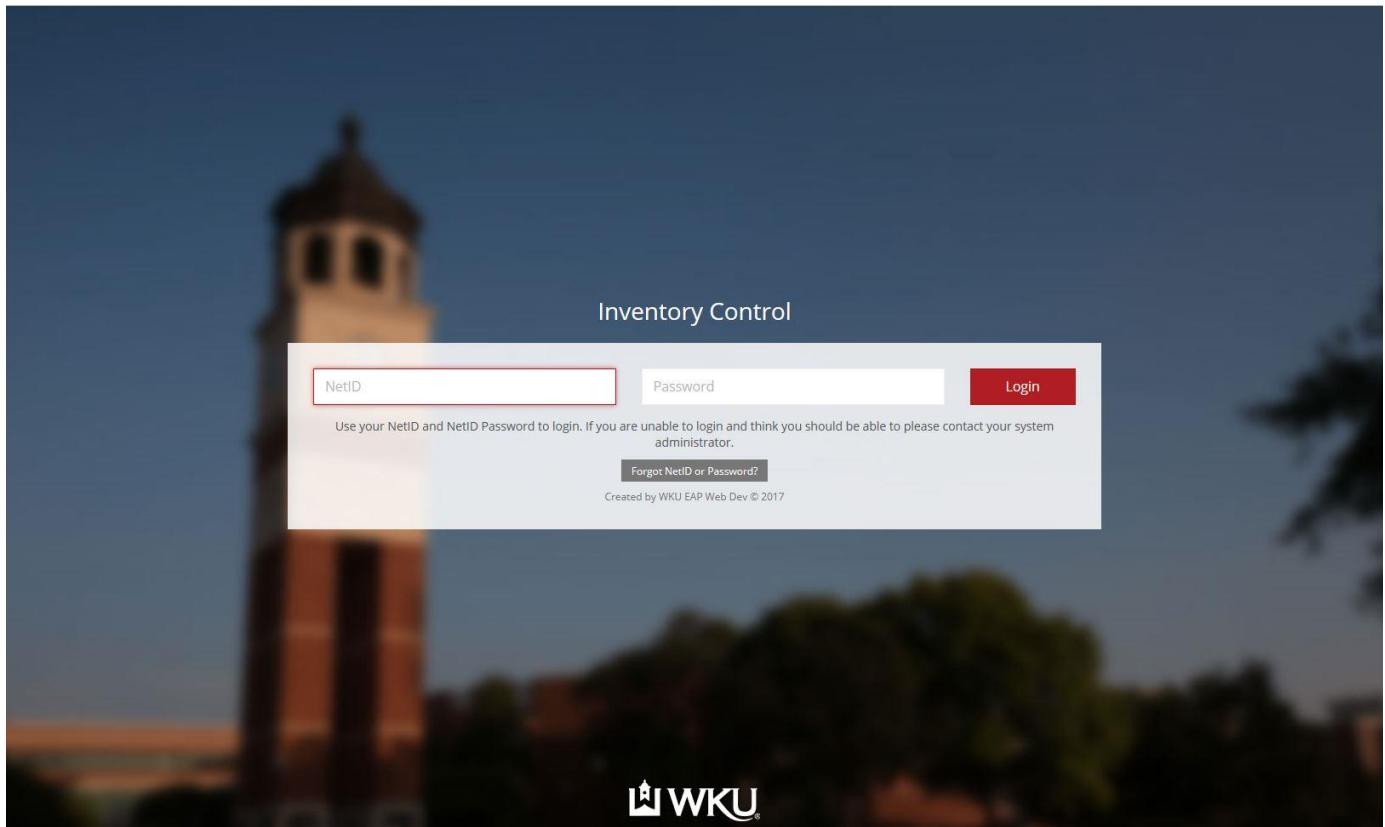 Inventory Control
NetID
Password
Login
Use your NetID and NetID Password to login. If you are unable to login and think you should be able to please contact your system
administrator.
Forgot NetID or Password?
Created by WKU EAP Web Dev © 2017
WKU®